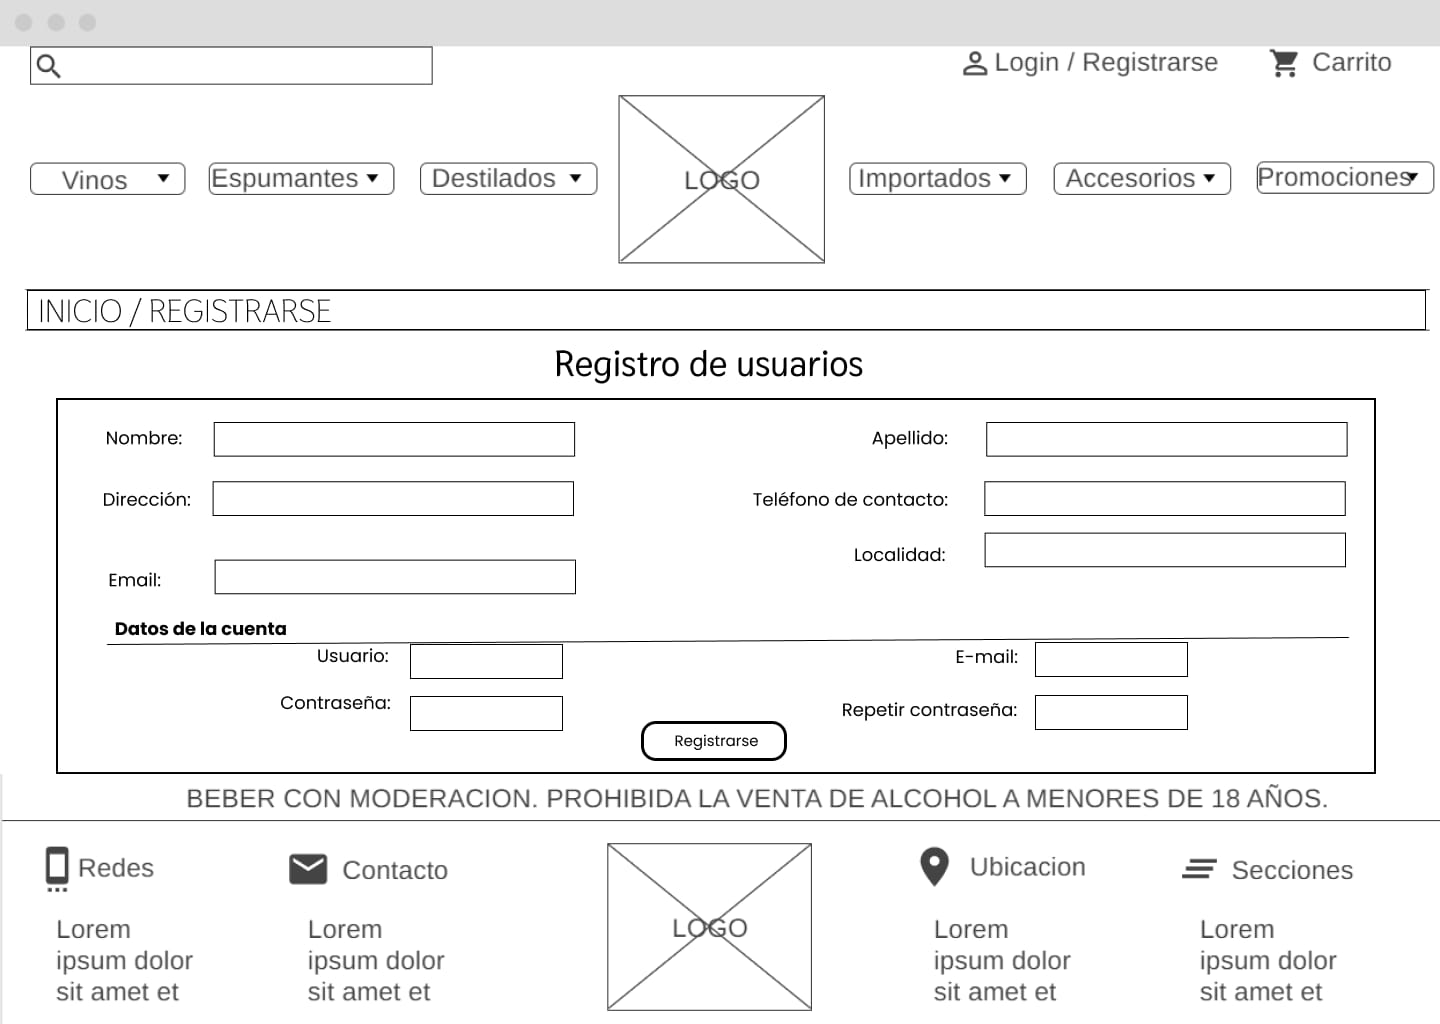 Login / Registrarse
Carrito
Vinos
Espumantes
Destilados
LOGO
Importados
Accesorios
Promociones
INICIO / REGISTRARSE
Registro de usuarios
Nombre:
Apellido:
Dirección:
Teléfono de contacto:
Localidad:
Email:
Datos de la cuenta
Usuario:
E-mail:
Contraseña:
Repetir contraseña:
Registrarse
BEBER CON MODERACION. PROHIBIDA LA VENTA DE ALCOHOL A MENORES DE 18 AÑOS.
Redes
Lorem
ipsum dolor
sit amet et
Contacto
Lorem
ipsum dolor
sit amet et
LOGO
Ubicacion
Lorem
ipsum dolor
sit amet et
Secciones
Lorem
ipsum dolor
sit amet et